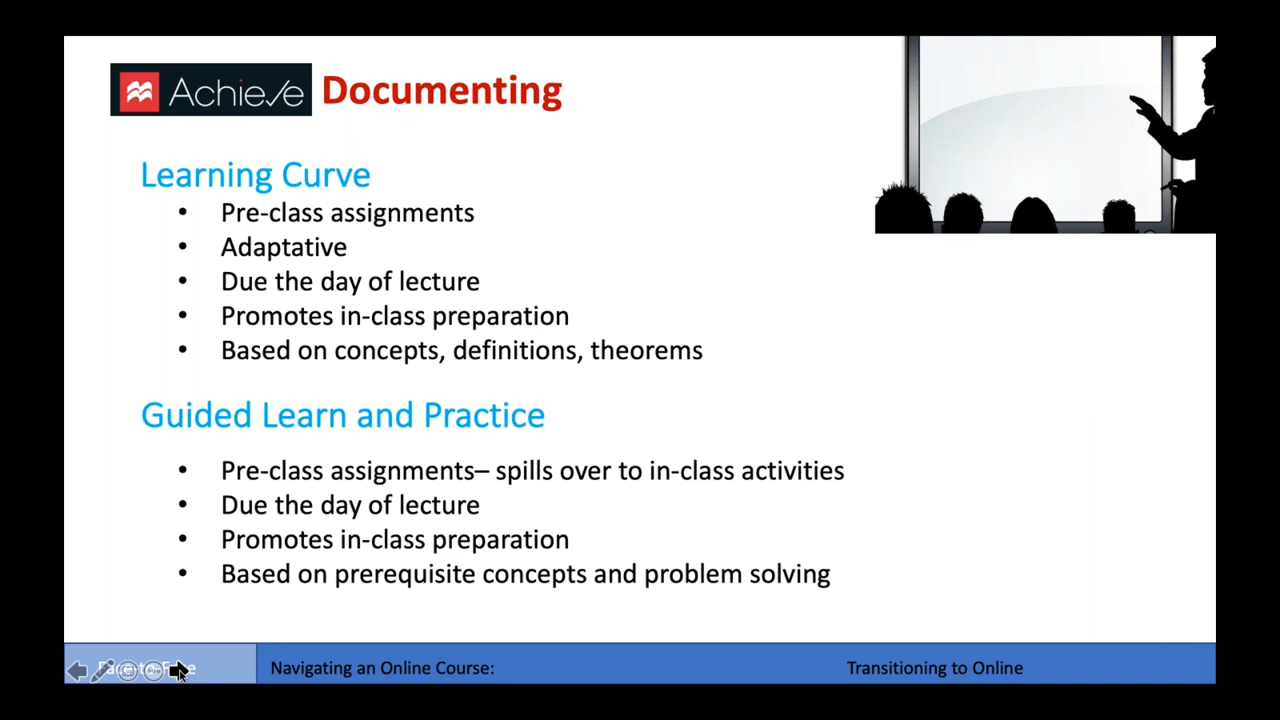 Achieve Documenting
Learning Curve
• Pre-class assignments
• Adaptative
• Due the day of lecture
• Promotes in-class preparation
• Based on concepts, definitions, theorems
Guided Learn and Practice
• Pre-class assignments– spills over to in-class activities
• Due the day of lecture
• Promotes in-class preparation
• Based on prerequisite concepts and problem solving
Face-to-Face Navigating an Online Course: Transitioning to Online